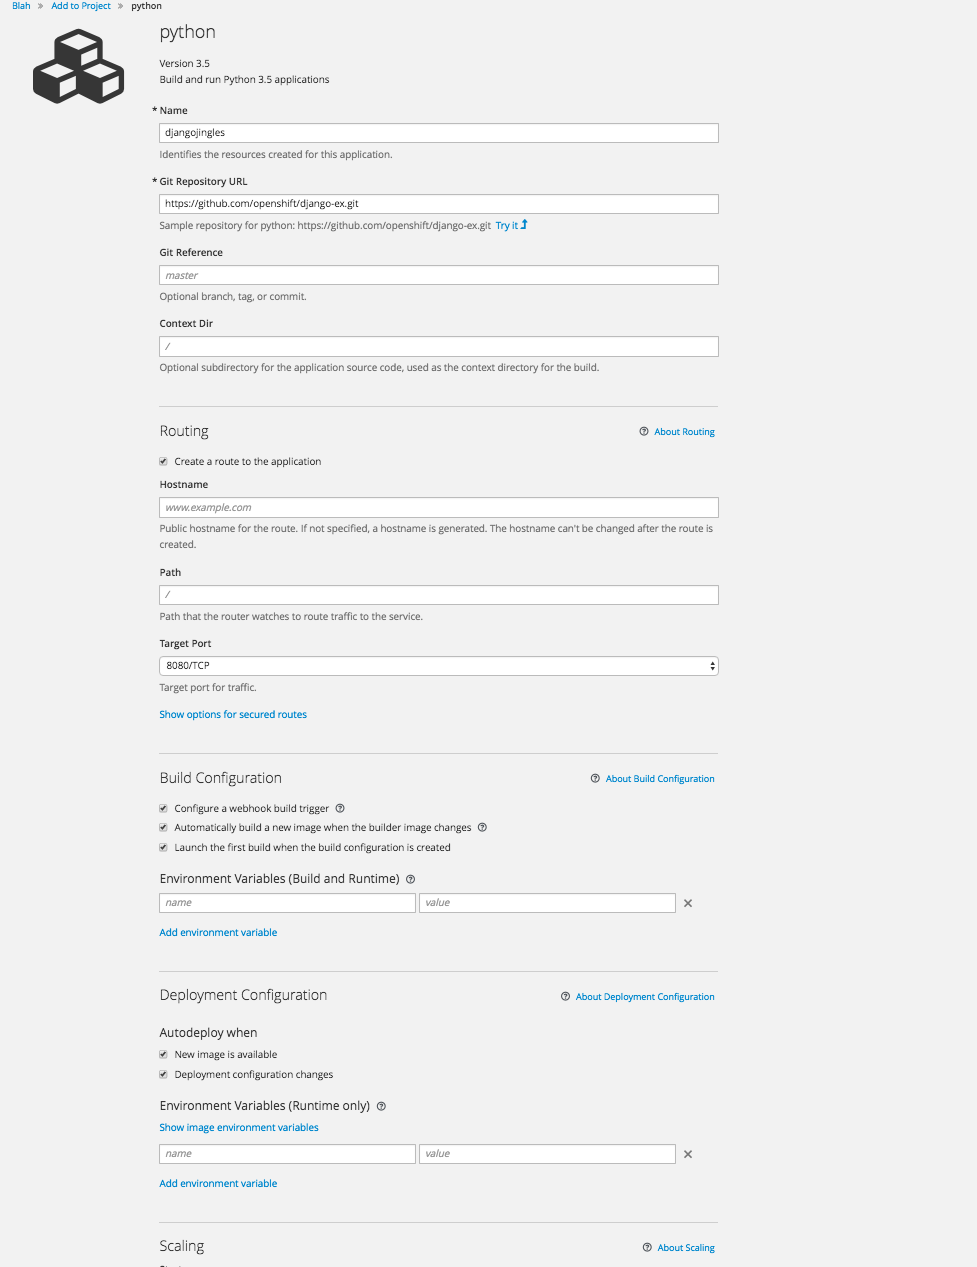 Blah » Add to Project » python
python
Version 3.5
Build and run Python 3.5 applications
* Name
djangojingles
Identifies the resources created for this application.
* Git Repository URL
https://github.com/openshift/django-ex.git
Sample repository for python: https://github.com/openshift/django-ex.git Try it
Git Reference
master
Optional branch, tag, or commit.
Context Dir
/
Optional subdirectory for the application source code, used as the context directory for the build.
Routing
About Routing
Create a route to the application
Hostname
www.example.com
Public hostname for the route. If not specified, a hostname is generated. The hostname can't be changed after the route is
created.
Path
/
Path that the router watches to route traffic to the service.
Target Port
8080/TCP
Target port for traffic.
Show options for secured routes
Build Configuration
About Build Configuration
Configure a webhook build trigger
Automatically build a new image when the builder image changes
Launch the first build when the build configuration is created
Environment Variables (Build and Runtime)
name value
Add environment variable
Deployment Configuration
About Deployment Configuration
Autodeploy when
New image is available
Deployment configuration changes
Environment Variables (Runtime only)
Show image environment variables
name value
Add environment variable
Scaling
About Scaling